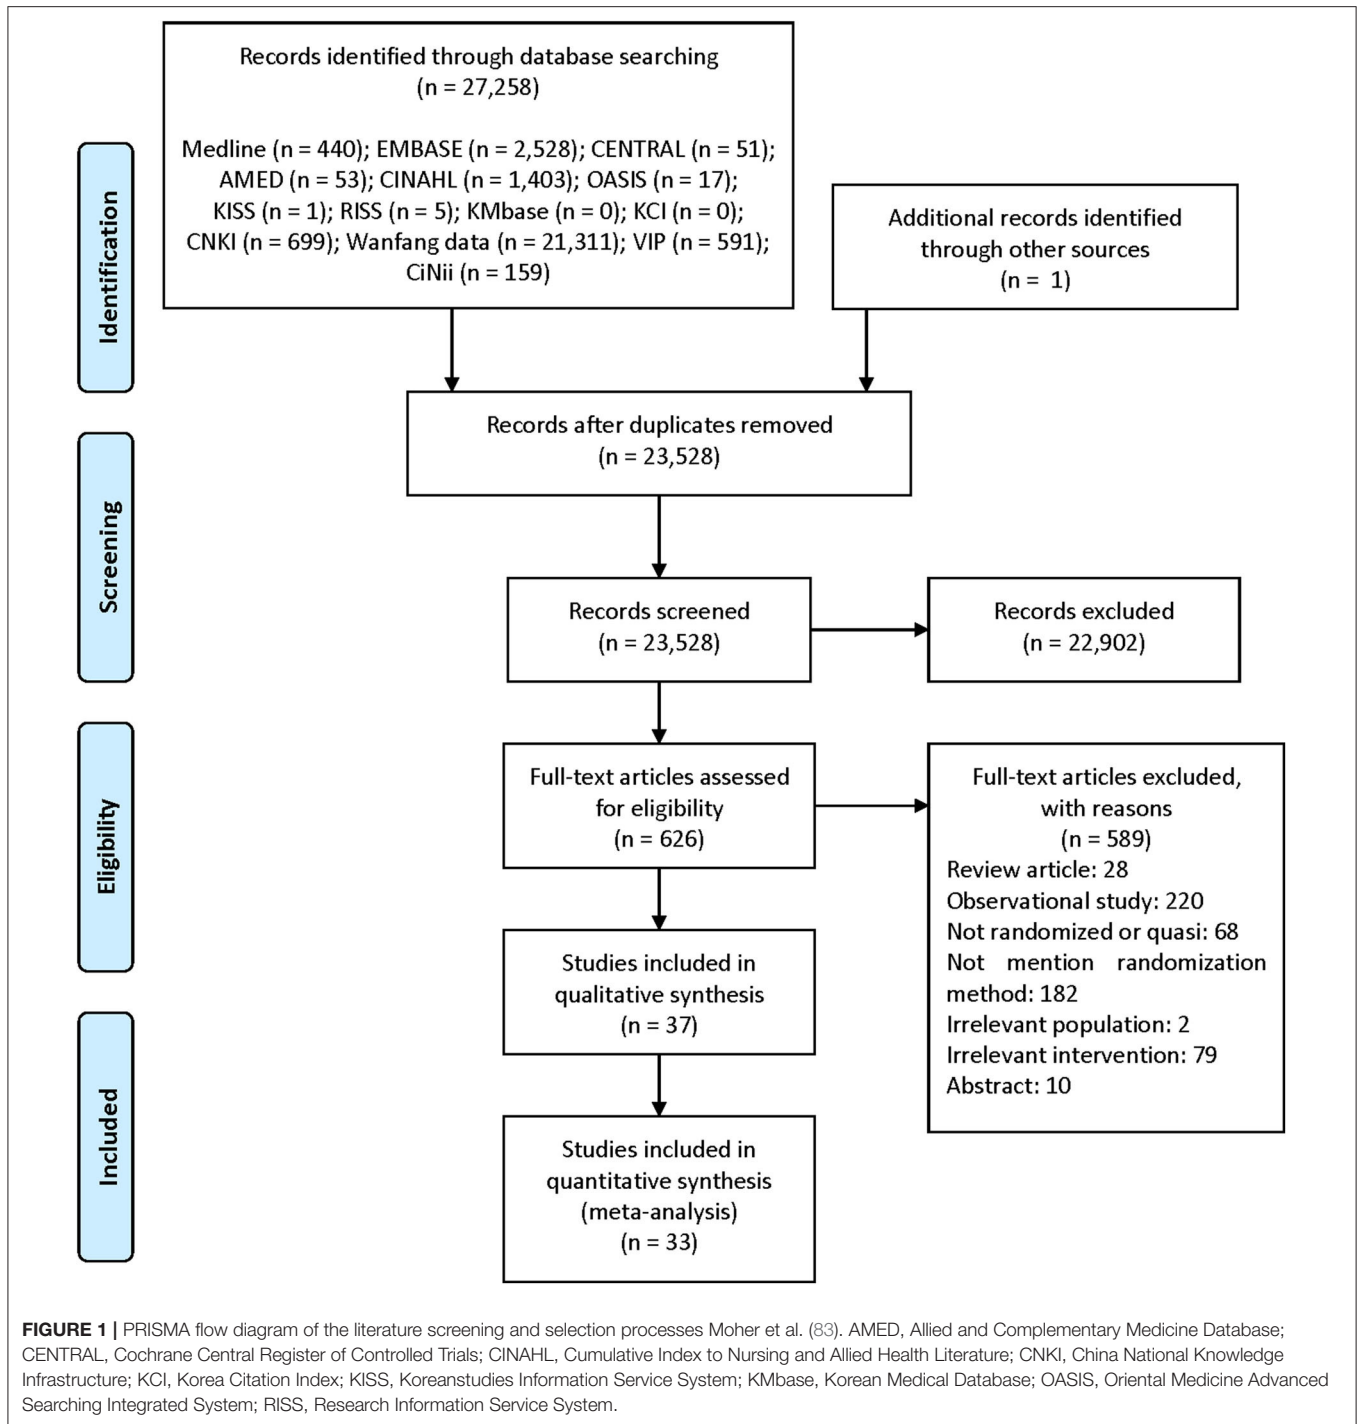 Records identified through database searching
(n = 27,258)
Medline (n = 440); EMBASE (n = 2,528); CENTRAL (n = 51);
AMED (n = 53); CINAHL (n = 1,403); OASIS (n = 17);
KISS (n = 1); RISS (n = 5); KMbase (n = 0); KCI (n = 0);
CNKI (n = 699); Wanfang data (n = 21,311); VIP (n = 591);
CiNii (n = 159)
Additional records identified
through other sources
(n = 1)
Identification
Records after duplicates removed
(n = 23,528)
Screening
Records screened
(n = 23,528)
Records excluded
(n = 22,902)
Eligibility
Full-text articles assessed
for eligibility
(n = 626)
Full-text articles excluded,
with reasons
(n = 589)
Review article: 28
Observational study: 220
Not randomized or quasi: 68
Not mention randomization
method: 182
Irrelevant population: 2
Irrelevant intervention: 79
Abstract: 10
Studies included in
qualitative synthesis
(n = 37)
Included
Studies included in
quantitative synthesis
(meta-analysis)
(n = 33)
FIGURE 1 | PRISMA flow diagram of the literature screening and selection processes Moher et al. (83). AMED, Allied and Complementary Medicine Database;
CENTRAL, Cochrane Central Register of Controlled Trials; CINAHL, Cumulative Index to Nursing and Allied Health Literature; CNKI, China National Knowledge
Infrastructure; KCI, Korea Citation Index; KISS, Koreanstudies Information Service System; KMbase, Korean Medical Database; OASIS, Oriental Medicine Advanced
Searching Integrated System; RISS, Research Information Service System.